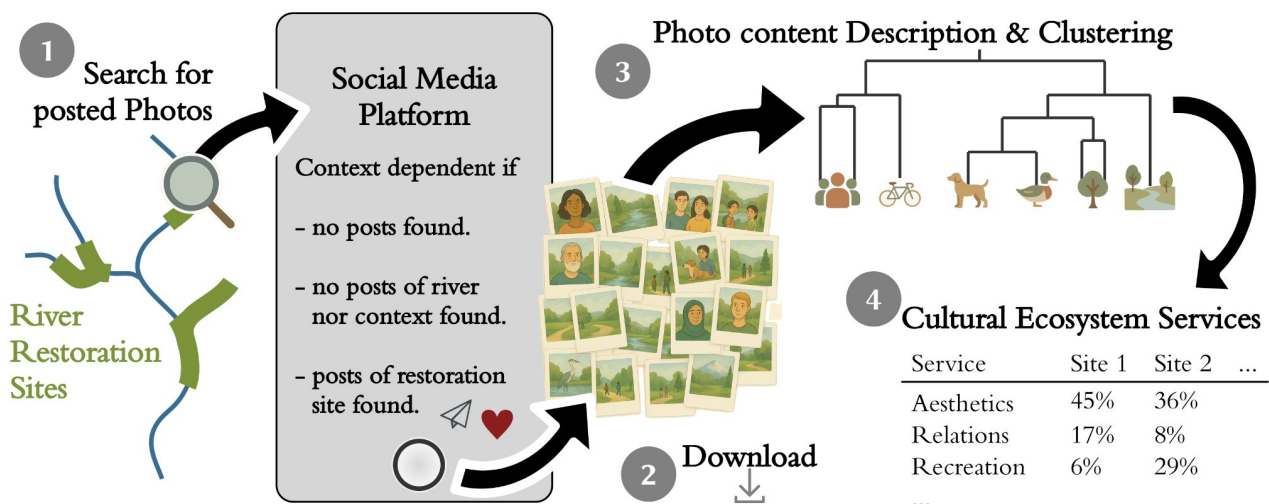 1
Search for
posted Photos
River
Restoration
Sites
Social Media
Platform
Context dependent if
- no posts found.
- no posts of river
nor context found.
- posts of restoration
site found.
2
Download
3
Photo content Description & Clustering
4
Cultural Ecosystem Services
Service Site 1 Site 2 ...
Aesthetics 45% 36%
Relations 17% 8%
Recreation 6% 29%
...